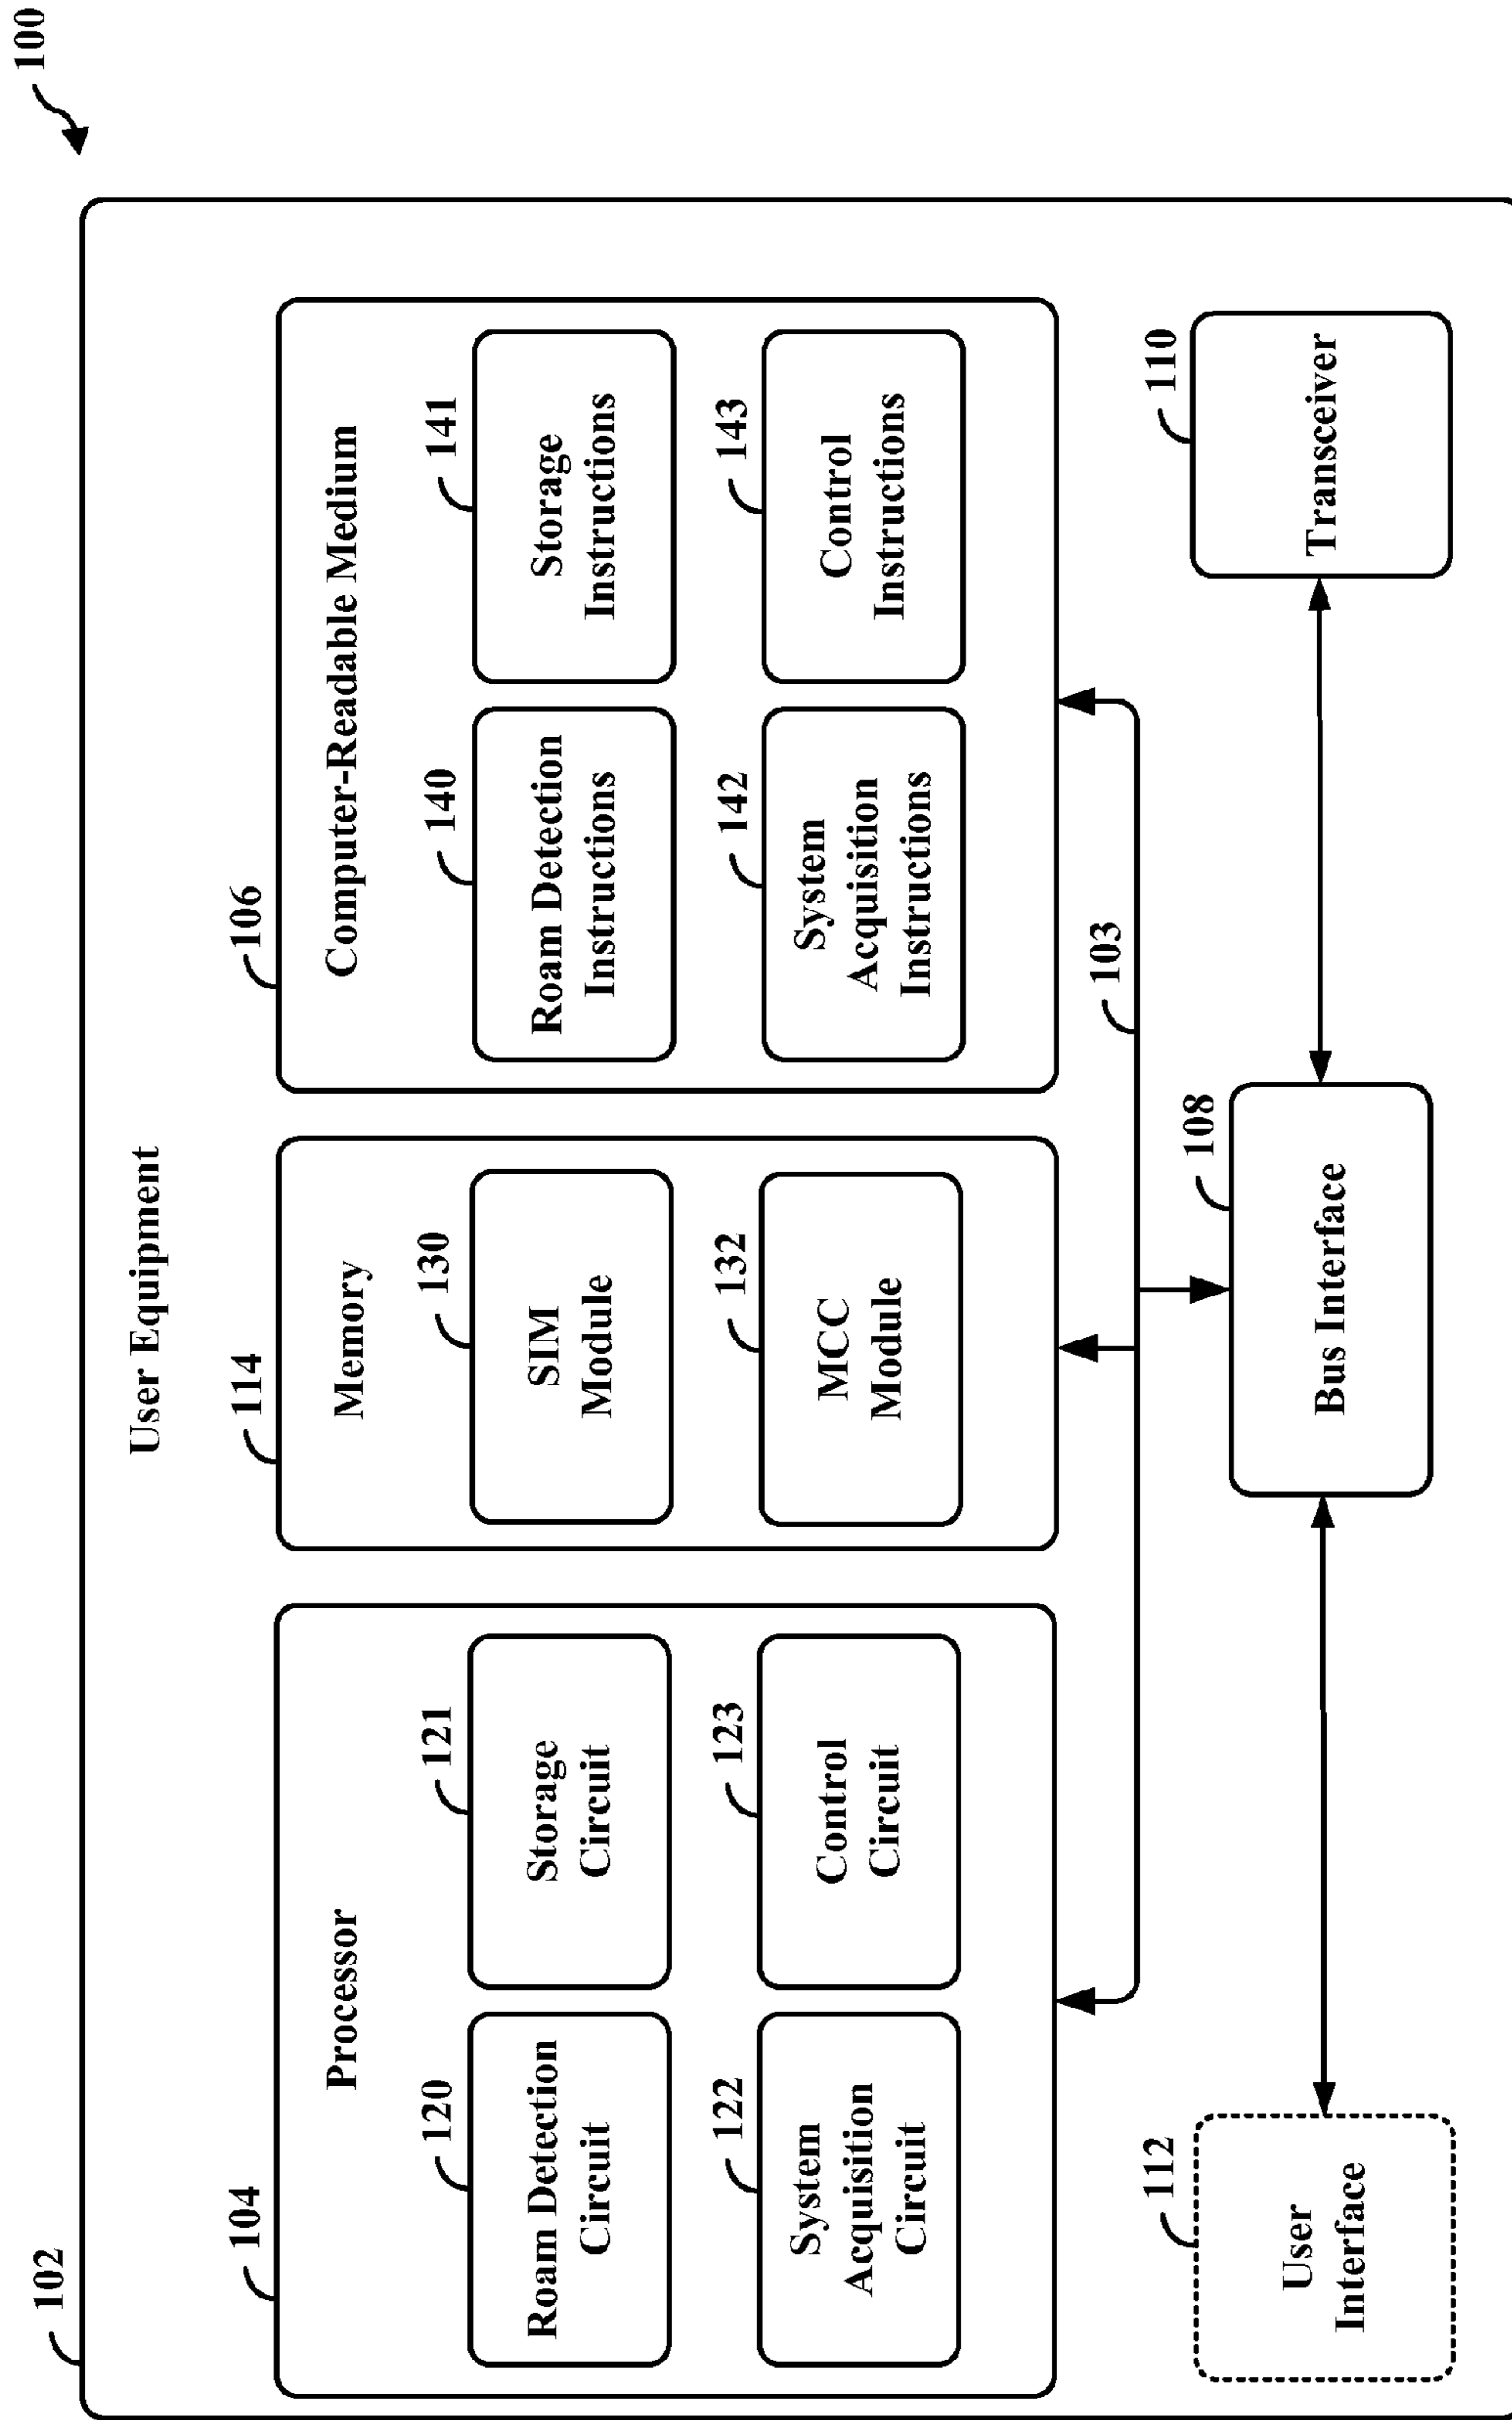 100
102
User Equipment
104
Processor
120
Roam Detection
Circuit
121
Storage
Circuit
122
System
Acquisition
Circuit
123
Control
Circuit
114
Memory
130
SIM
Module
132
MCC
Module
106
Computer-Readable Medium
140
Roam Detection
Instructions
141
Storage
Instructions
142
System
Acquisition
Instructions
143
Control
Instructions
103
112
User
Interface
108
Bus Interface
110
Transceiver